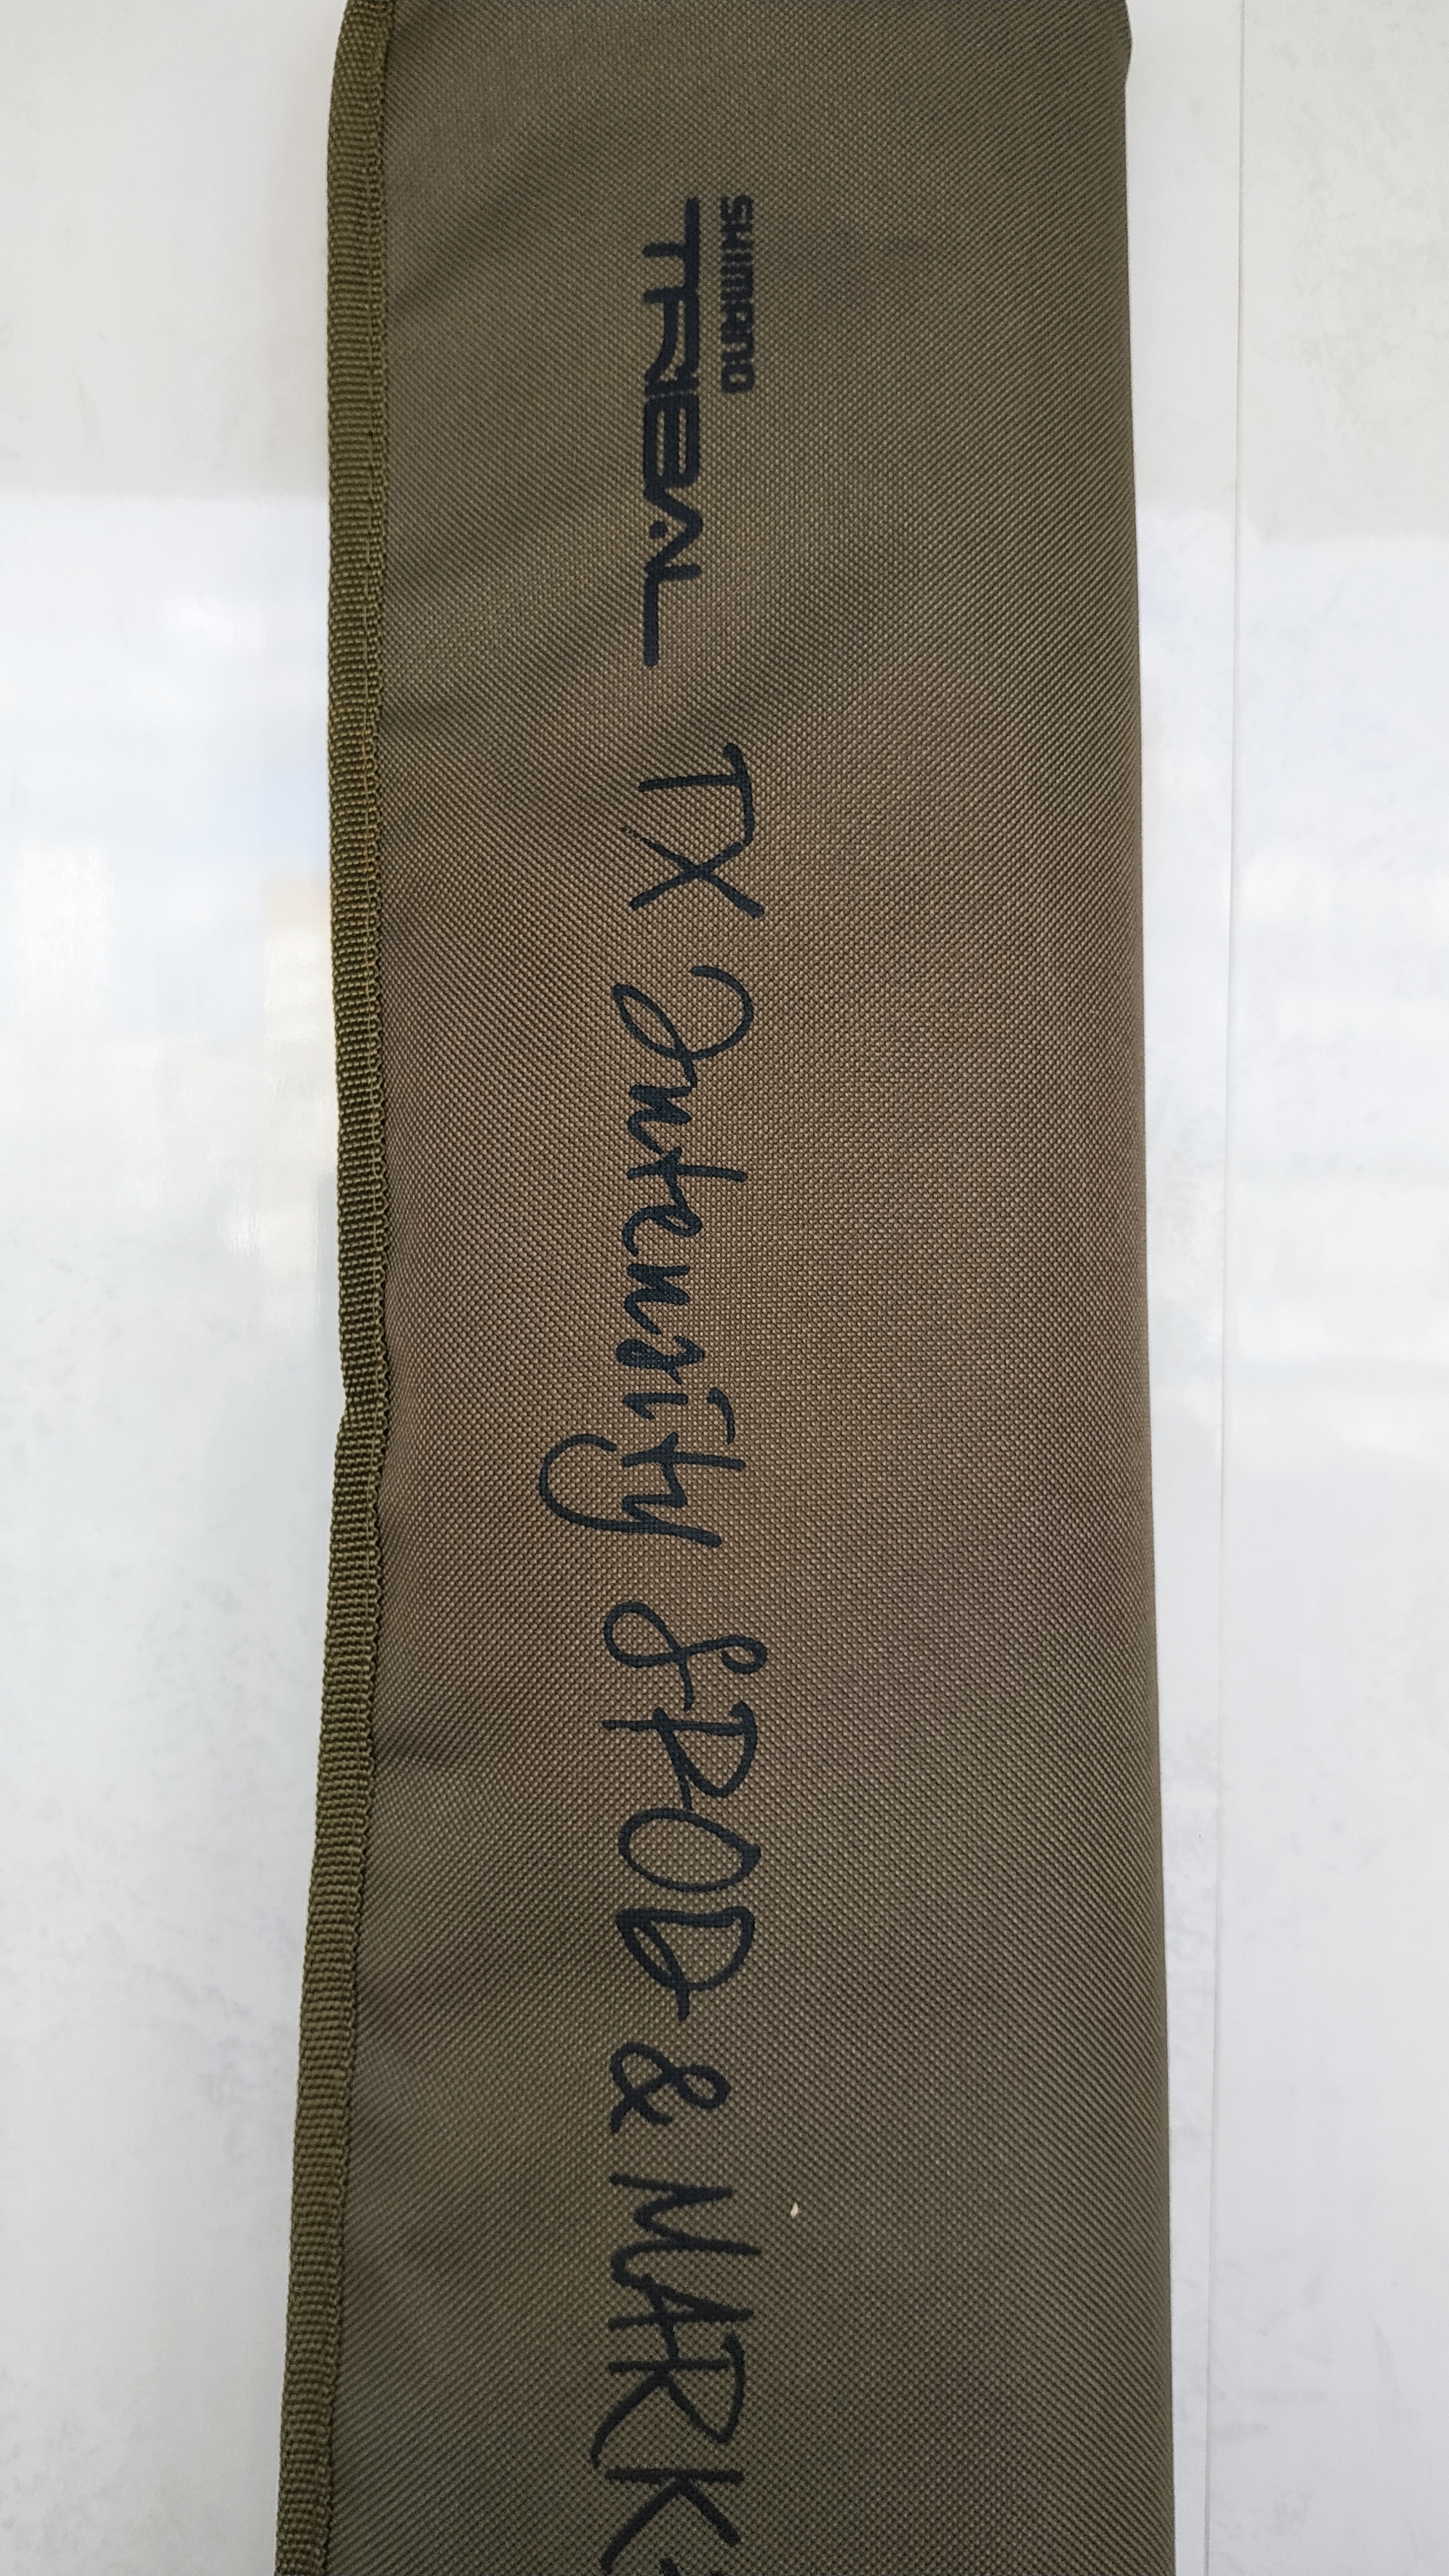 SHIMANO
TRIBAL
TX Intensity SPOD & MARK